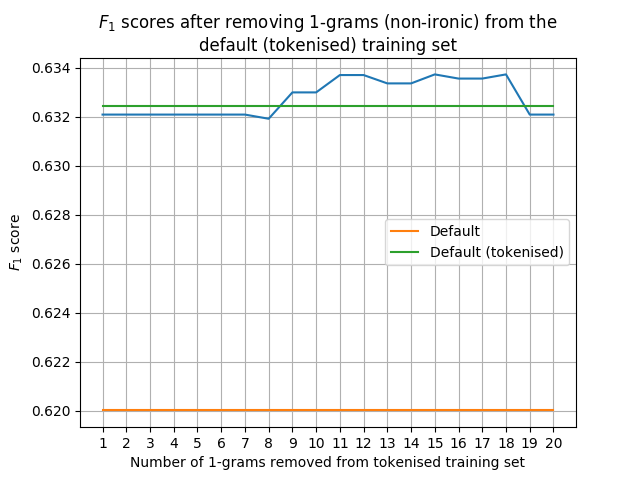 F1 scores after removing 1-grams (non-ironic) from the
default (tokenised) training set
0.634
0.632
0.630
0.628
0.626
0.624
0.622
0.620
F1 score
Default
Default (tokenised)
1 2 3 4 5 6 7 8 9 10 11 12 13 14 15 16 17 18 19 20
Number of 1-grams removed from tokenised training set